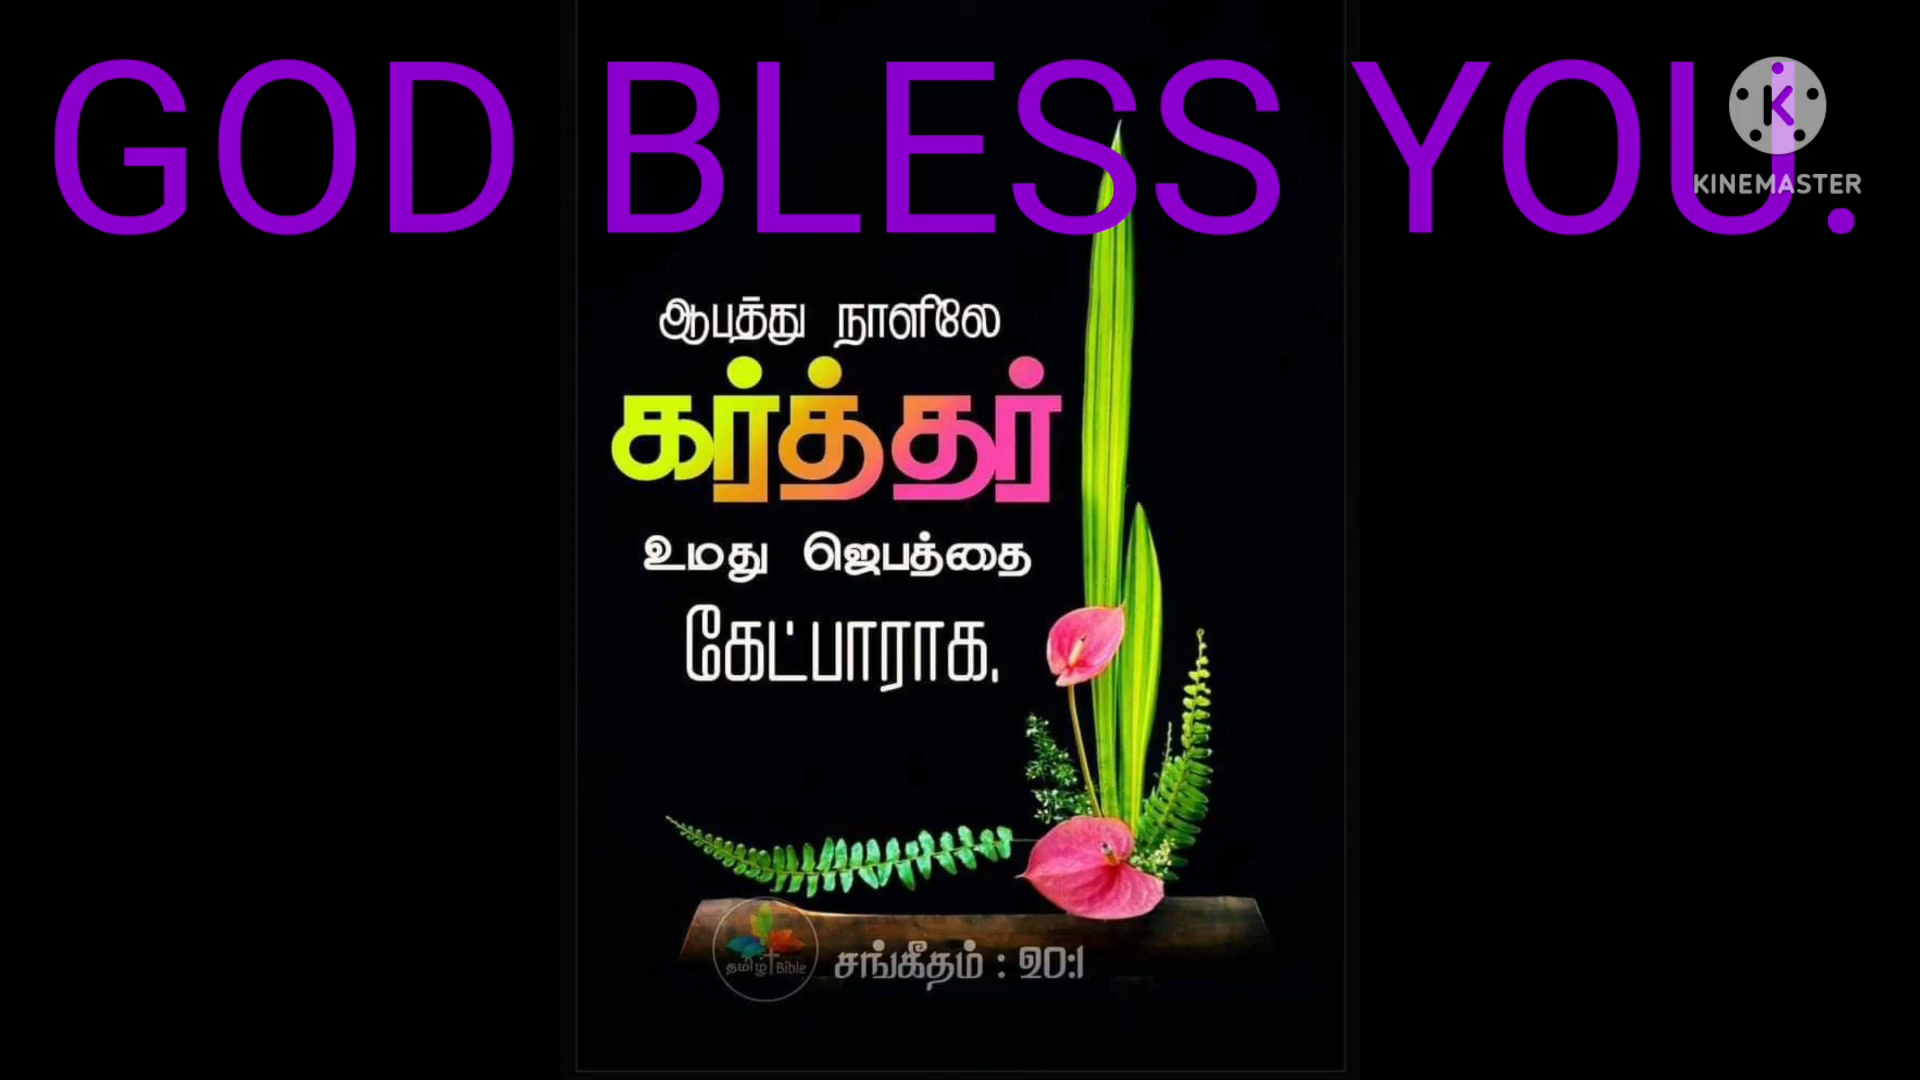 GOD BLESS YOU.
KINEMASTER
ஆபத்து நாளிலே
கர்த்தர்
உமது ஜெபத்தை
கேட்பாராக.
தமிழ் Bible
சங்கீதம் : 20:1